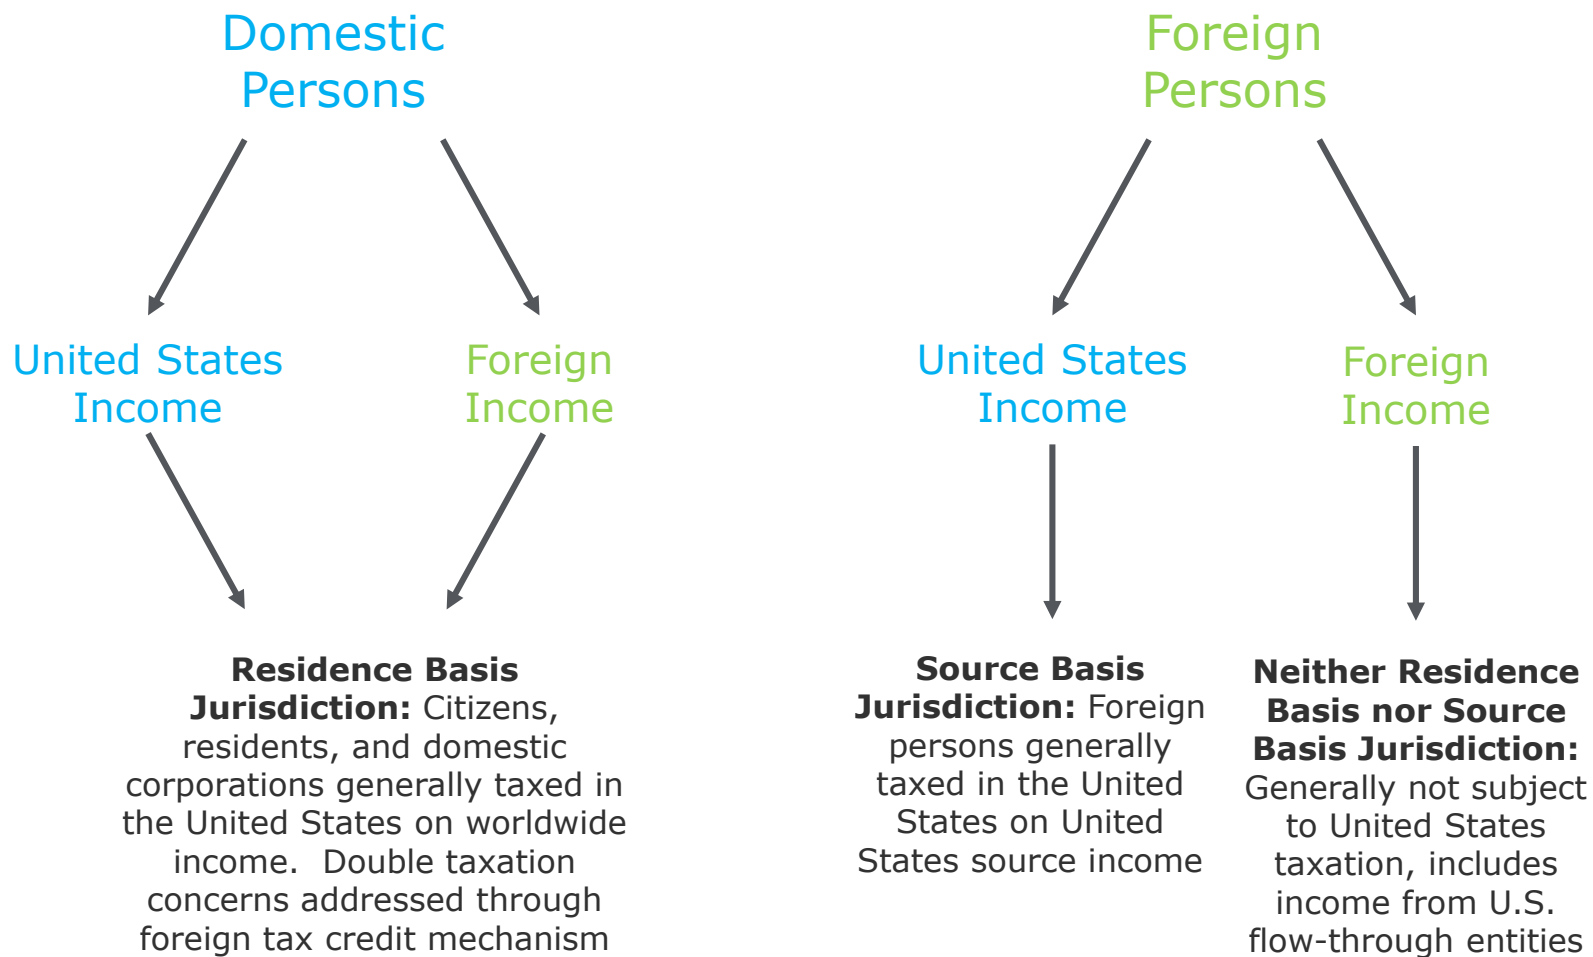 Domestic
Persons
Foreign
Persons
United States
Income
Foreign
Income
United States
Income
Foreign
Income
Residence Basis
Jurisdiction: Citizens,
residents, and domestic
corporations generally taxed in
the United States on worldwide
income.  Double taxation
concerns addressed through
foreign tax credit mechanism
Source Basis
Jurisdiction: Foreign
persons generally
taxed in the United
States on United
States source income
Neither Residence
Basis nor Source
Basis Jurisdiction:
Generally not subject
to United States
taxation, includes
income from U.S.
flow-through entities